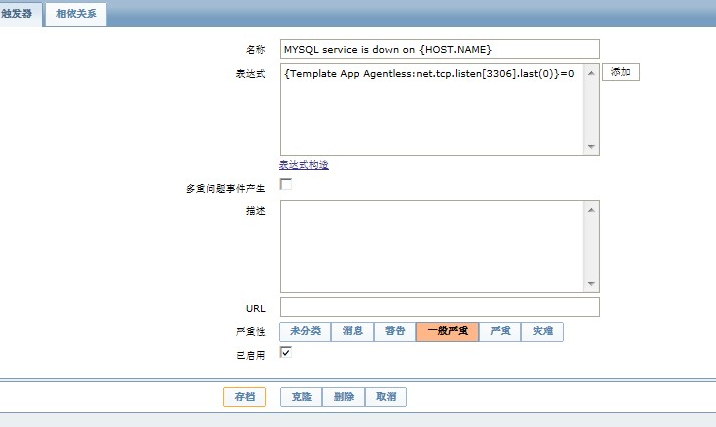 触发器 相依关系
名称 MYSQL service is down on {HOST.NAME}
表达式 {Template App Agentless:net.tcp.listen[3306].last(0)}=0 添加
表达式构造
多重问题事件产生
描述
URL
严重性 未分类 消息 警告 一般严重 严重 灾难
已启用
存档 克隆 删除 取消